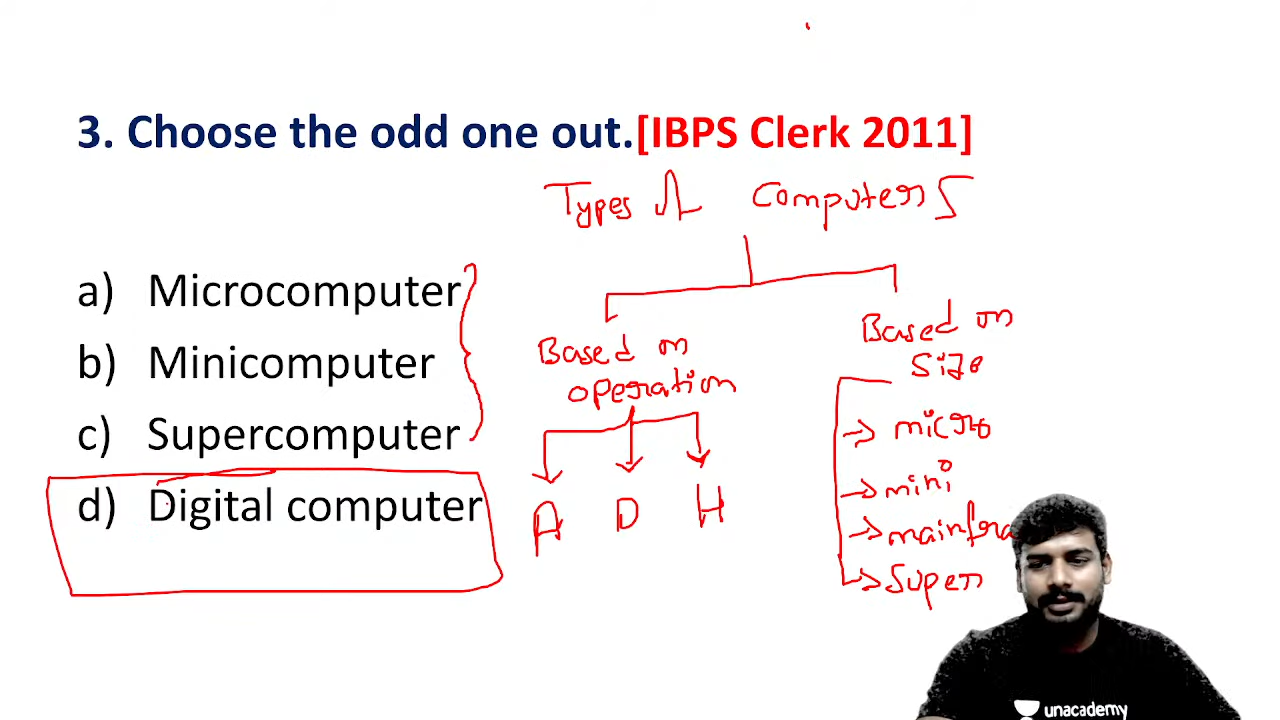 3. Choose the odd one out.[IBPS Clerk 2011]
Types of Computers
a) Microcomputer
b) Minicomputer
c) Supercomputer
d) Digital computer
Based on
operation
A D H
Based on
Size
micro
mini
Super
unacademy